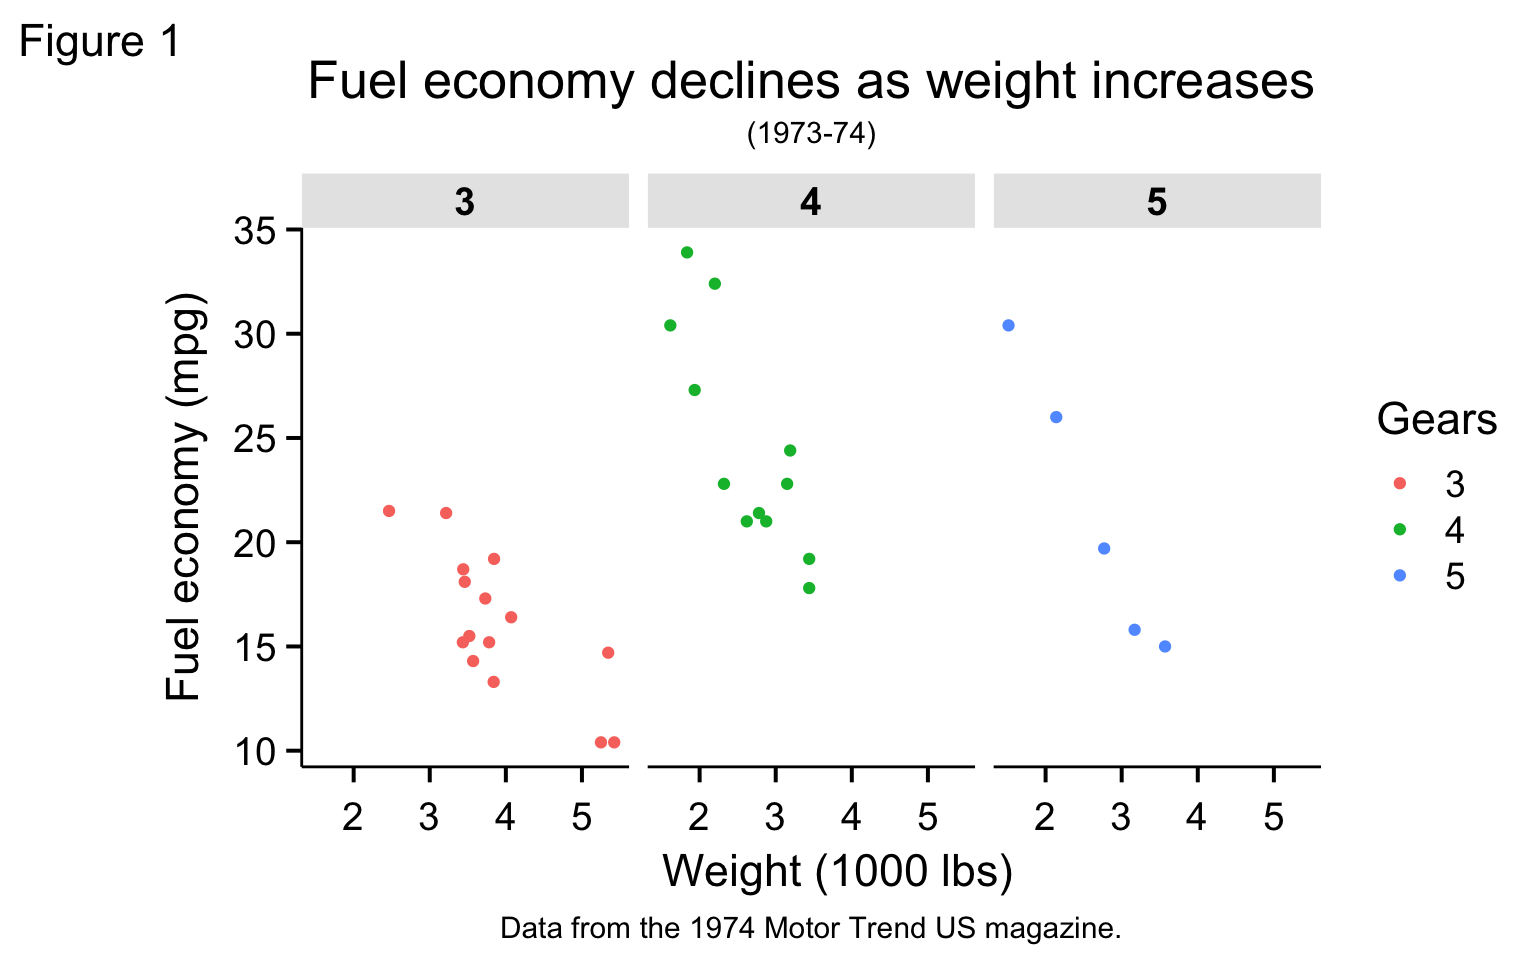 Figure 1
Fuel economy declines as weight increases
(1973-74)
3 4 5
Fuel economy (mpg)
35
30
25
20
15
10
2 3 4 5 2 3 4 5 2 3 4 5
Weight (1000 lbs)
Data from the 1974 Motor Trend US magazine.
Gears
3
4
5